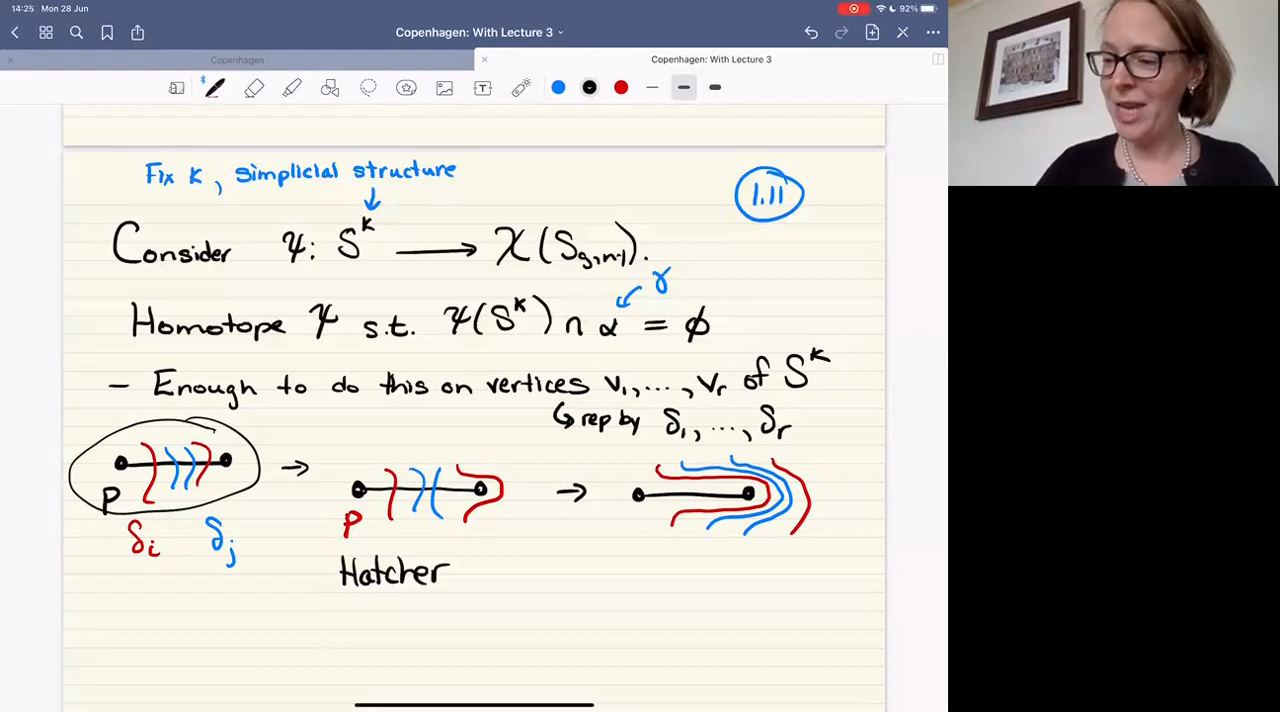 14:25 Mon 28 Jun
92%
Copenhagen: With Lecture 3
Copenhagen
Copenhagen: With Lecture 3
T
Fix k, simplicial structure
1.11
Consider ψ: S^k → X(S_{g,n-1}).
γ
Homotope ψ s.t. ψ(S^k) ∩ α = ∅
- Enough to do this on vertices v_1, ..., v_r of S^k
↳ rep by δ_1, ..., δ_r
→ →
P P
δ_i δ_j
Hatcher